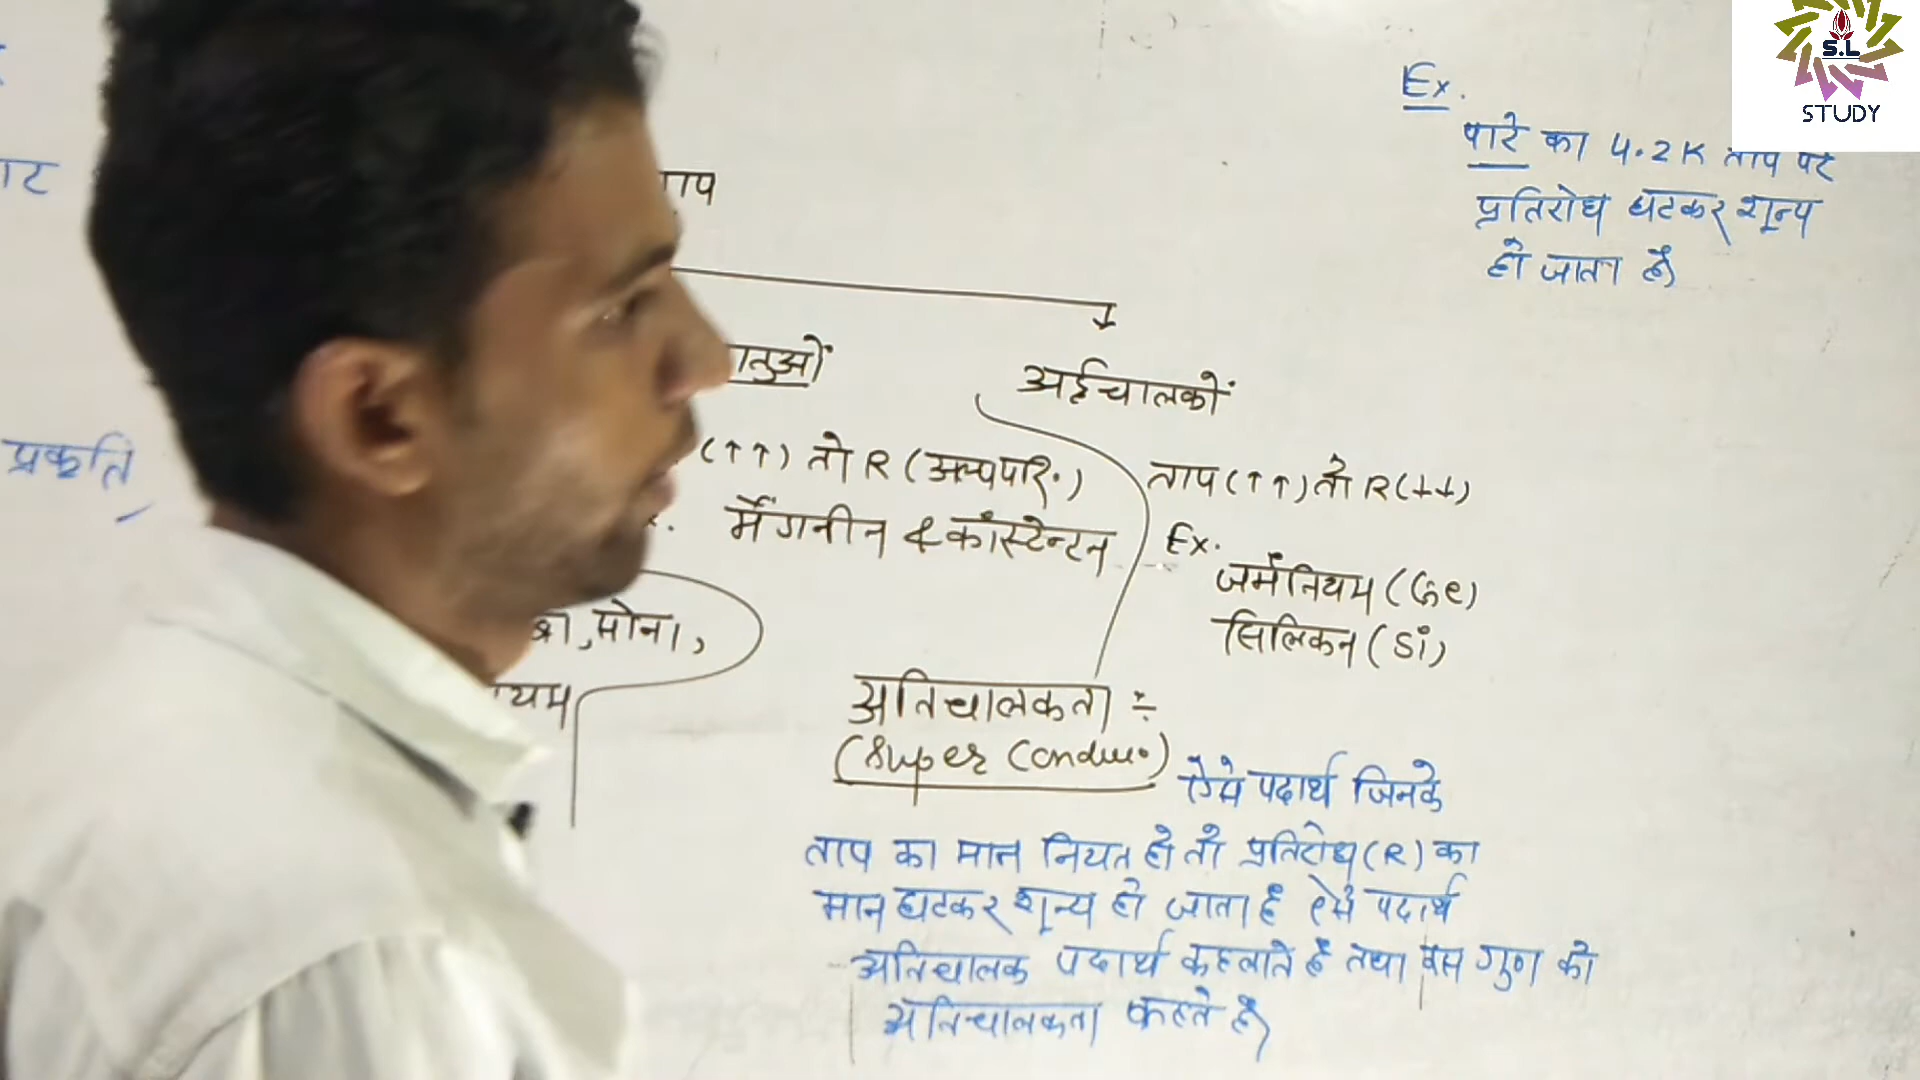 S.L
STUDY
Ex.
पारे का 4.2K ताप पर
प्रतिरोध घटकर शून्य
हो जाता है
प्रकृति
अर्द्धचालकों
(↑↑) तो R (अल्पपरि.)
ताप (↑↑) तो R (↓↓)
मैंगनीन & कांस्टेन्टन
Ex.
जर्मेनियम (Ge)
सिलिकन (Si)
सोना,
अतिचालकता :-
(Super Conduc.)
ऐसे पदार्थ जिनके
ताप का मान नियत हो तो प्रतिरोध (R) का
मान घटकर शून्य हो जाता है ऐसे पदार्थ
अतिचालक पदार्थ कहलाते है तथा इस गुण को
अतिचालकता कहते है